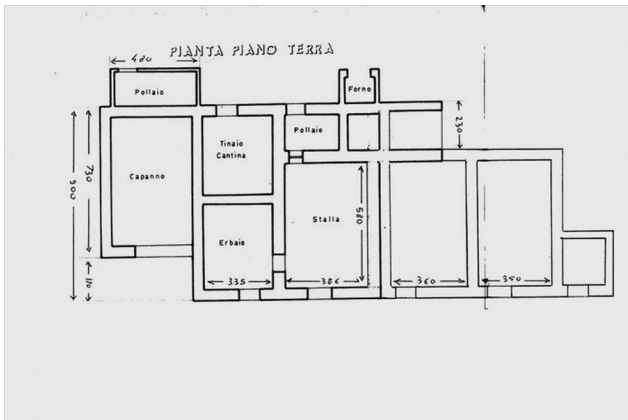 PIANTA PIANO TERRA
480
Pollaio
Forno
230
Pollaio
Tinaio
Cantina
730
900
Capanno
580
Stalla
Erbaio
335
386
360
350
170